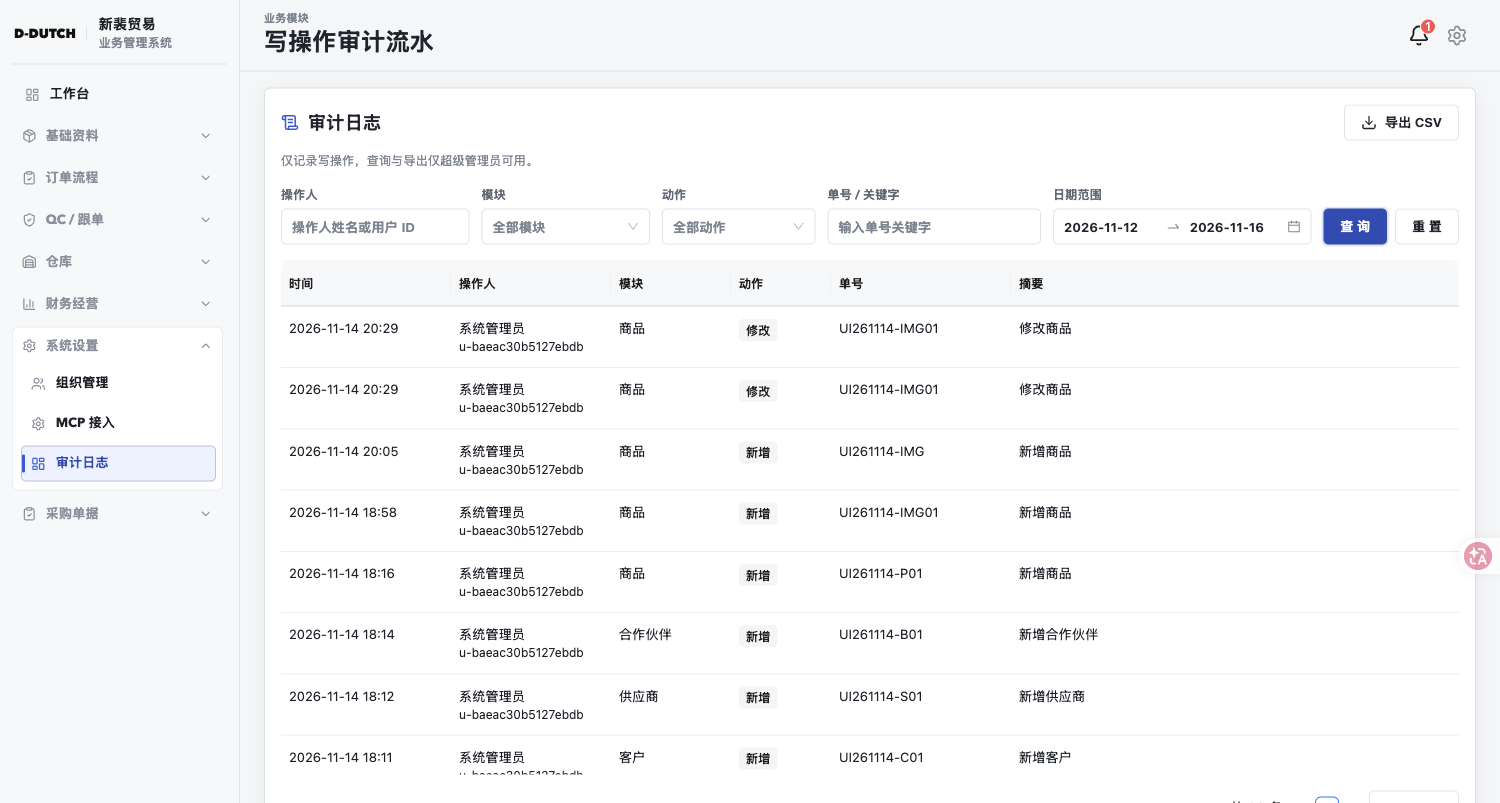 D-DUTCH
新装贸易
业务管理系统
工作台
基础资料
订单流程
QC / 跟单
仓库
财务经营
系统设置
组织管理
MCP 接入
审计日志
采购单据
业务模块
写操作审计流水
1
审计日志
导出 CSV
仅记录写操作，查询与导出仅超级管理员可用。
操作人 模块 动作 单号 / 关键字 日期范围
操作人姓名或用户 ID 全部模块 全部动作 输入单号关键字 2026-11-12 → 2026-11-16 查 询 重 置
时间 操作人 模块 动作 单号 摘要
2026-11-14 20:29 系统管理员 商品 修改 UI261114-IMG01 修改商品
u-baeac30b5127ebdb
2026-11-14 20:29 系统管理员 商品 修改 UI261114-IMG01 修改商品
u-baeac30b5127ebdb
2026-11-14 20:05 系统管理员 商品 新增 UI261114-IMG 新增商品
u-baeac30b5127ebdb
2026-11-14 18:58 系统管理员 商品 新增 UI261114-IMG01 新增商品
u-baeac30b5127ebdb
2026-11-14 18:16 系统管理员 商品 新增 UI261114-P01 新增商品
u-baeac30b5127ebdb
2026-11-14 18:14 系统管理员 合作伙伴 新增 UI261114-B01 新增合作伙伴
u-baeac30b5127ebdb
2026-11-14 18:12 系统管理员 供应商 新增 UI261114-S01 新增供应商
u-baeac30b5127ebdb
2026-11-14 18:11 系统管理员 客户 新增 UI261114-C01 新增客户